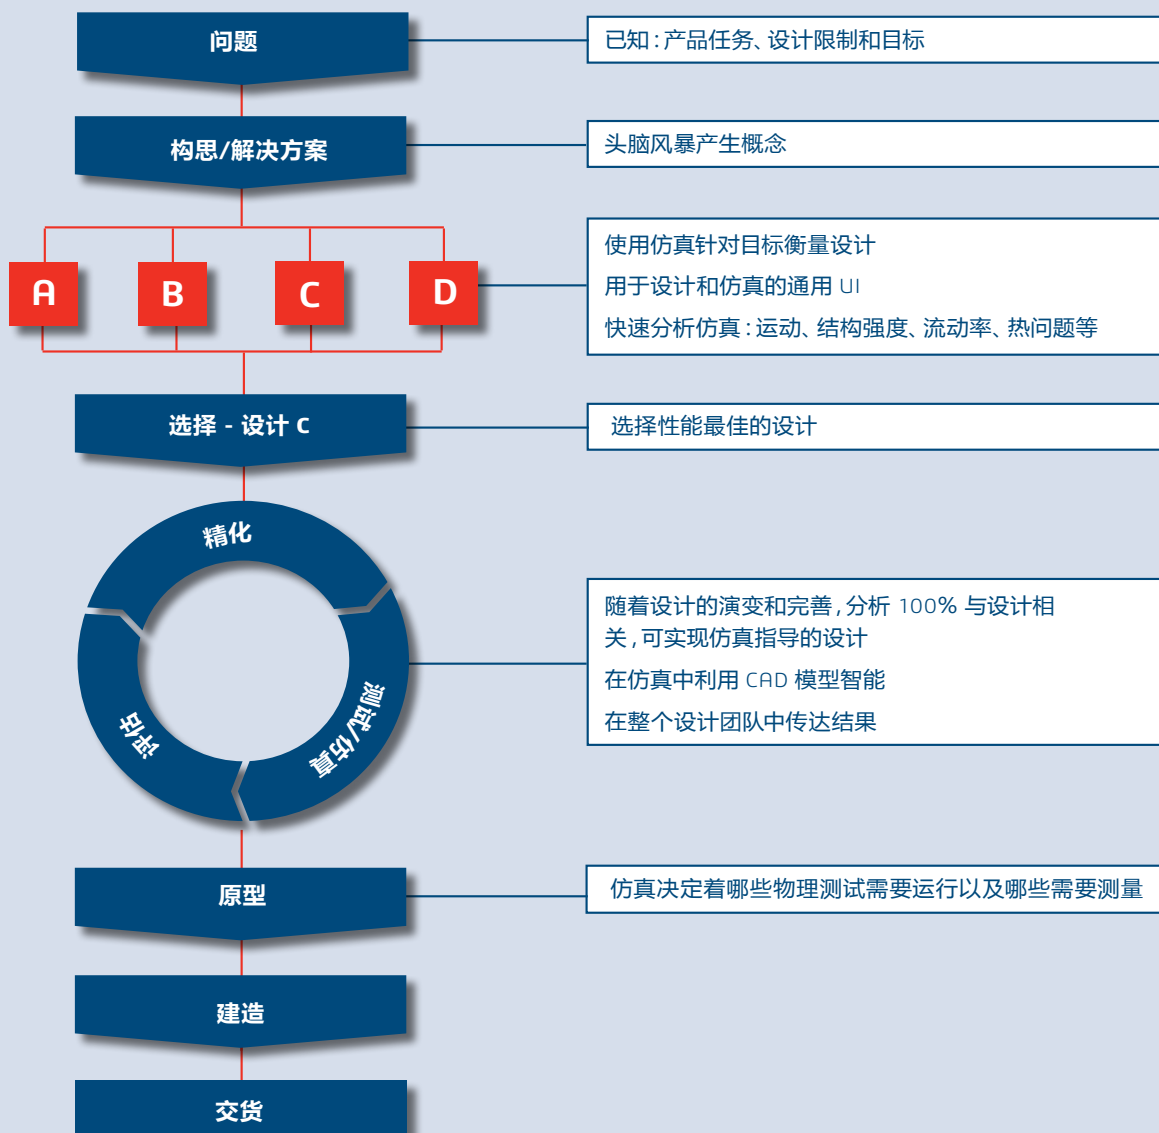 问题
已知：产品任务、设计限制和目标
构思/解决方案
头脑风暴产生概念
A
B
C
D
使用仿真针对目标衡量设计
用于设计和仿真的通用 UI
快速分析仿真：运动、结构强度、流动率、热问题等
选择 - 设计 C
选择性能最佳的设计
精化
测试/仿真
评估
随着设计的演变和完善，分析 100% 与设计相
关，可实现仿真指导的设计
在仿真中利用 CAD 模型智能
在整个设计团队中传达结果
原型
仿真决定着哪些物理测试需要运行以及哪些需要测量
建造
交货